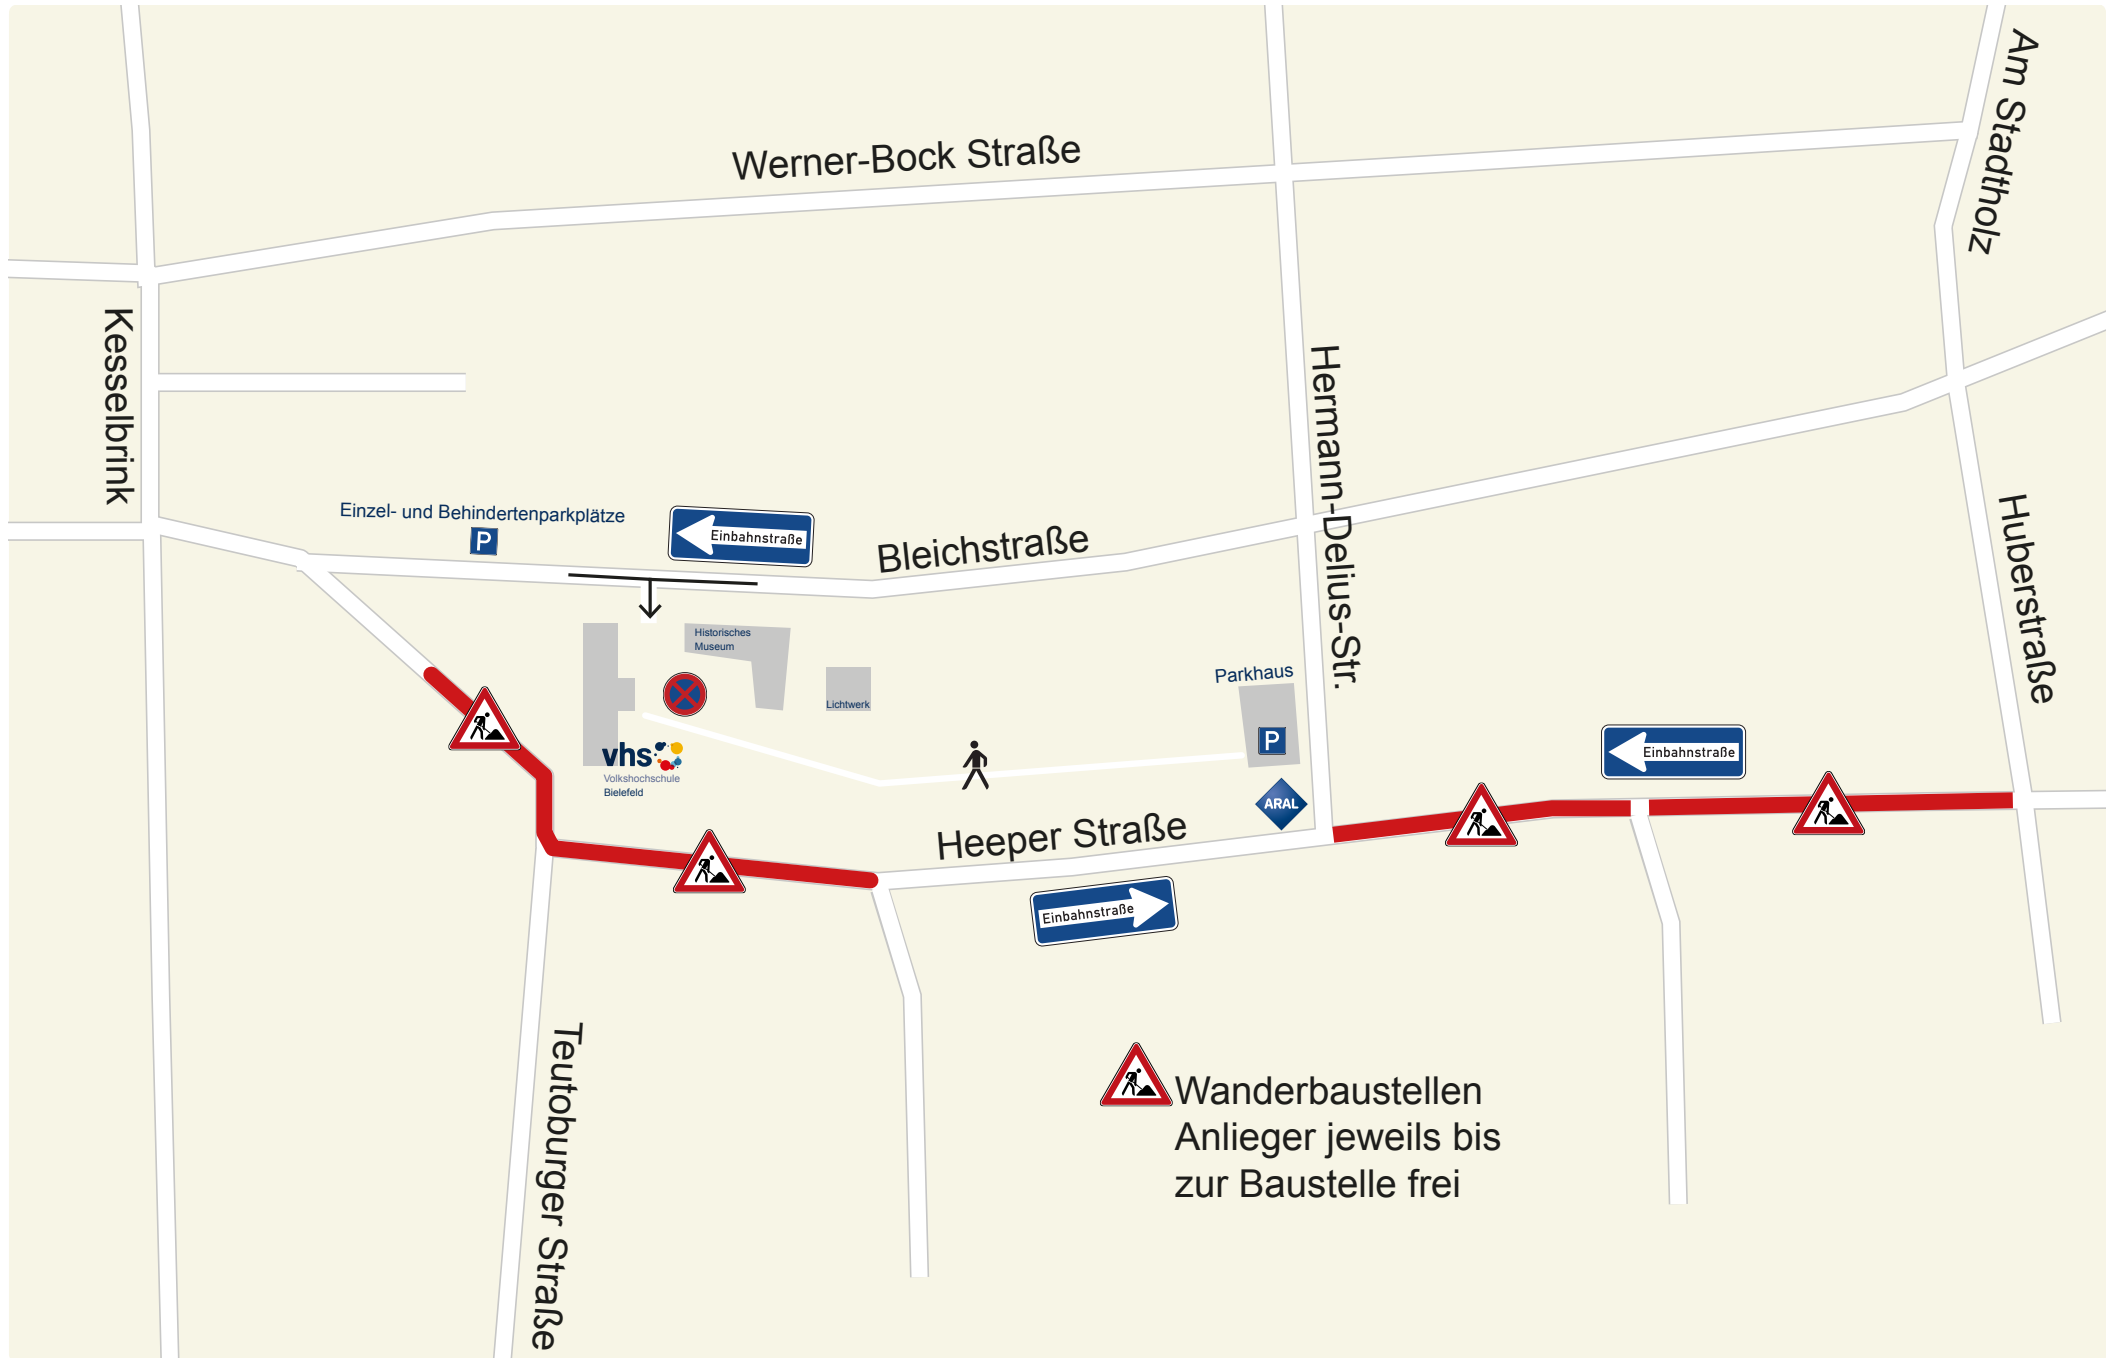 Am Stadtholz
Werner-Bock Straße
Kesselbrink
Hermann-Delius-Str.
Huberstraße
Einzel- und Behindertenparkplätze
P
Einbahnstraße
Bleichstraße
Historisches
Museum
Lichtwerk
Parkhaus
P
vhs
Volkshochschule
Bielefeld
ARAL
Einbahnstraße
Heeper Straße
Einbahnstraße
Teutoburger Straße
Wanderbaustellen
Anlieger jeweils bis
zur Baustelle frei